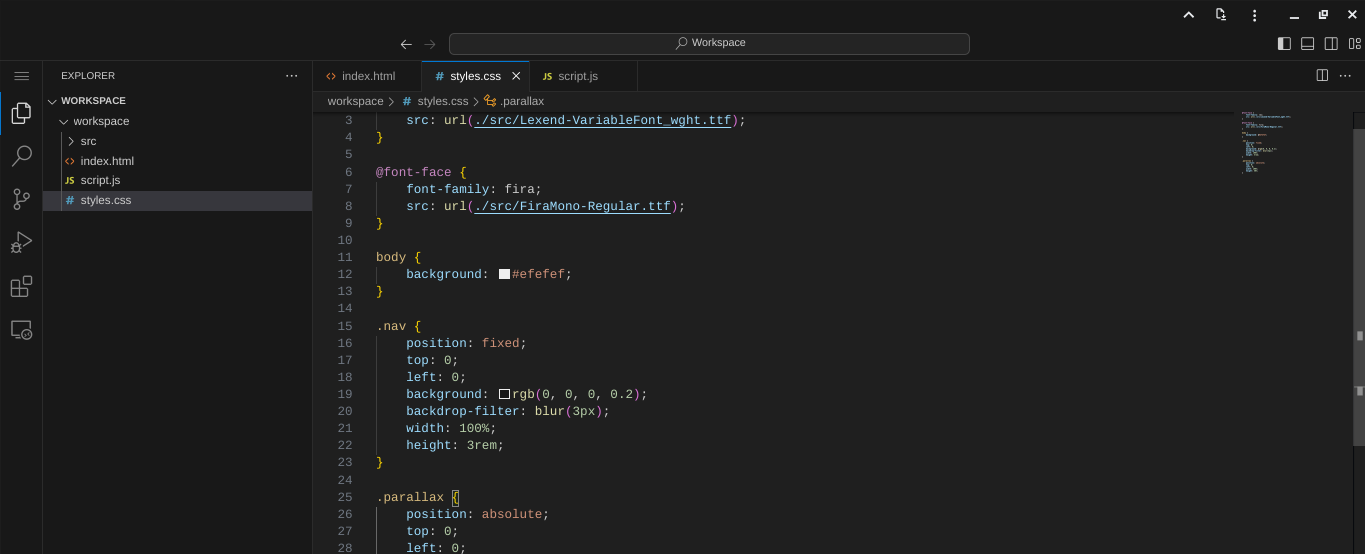 Workspace
EXPLORER
WORKSPACE
workspace
src
index.html
JS script.js
# styles.css
index.html
# styles.css
JS script.js
workspace > # styles.css > .parallax
3 src: url(./src/Lexend-VariableFont_wght.ttf);
4 }
5
6 @font-face {
7 font-family: fira;
8 src: url(./src/FiraMono-Regular.ttf);
9 }
10
11 body {
12 background: #efefef;
13 }
14
15 .nav {
16 position: fixed;
17 top: 0;
18 left: 0;
19 background: rgb(0, 0, 0, 0.2);
20 backdrop-filter: blur(3px);
21 width: 100%;
22 height: 3rem;
23 }
24
25 .parallax {
26 position: absolute;
27 top: 0;
28 left: 0;